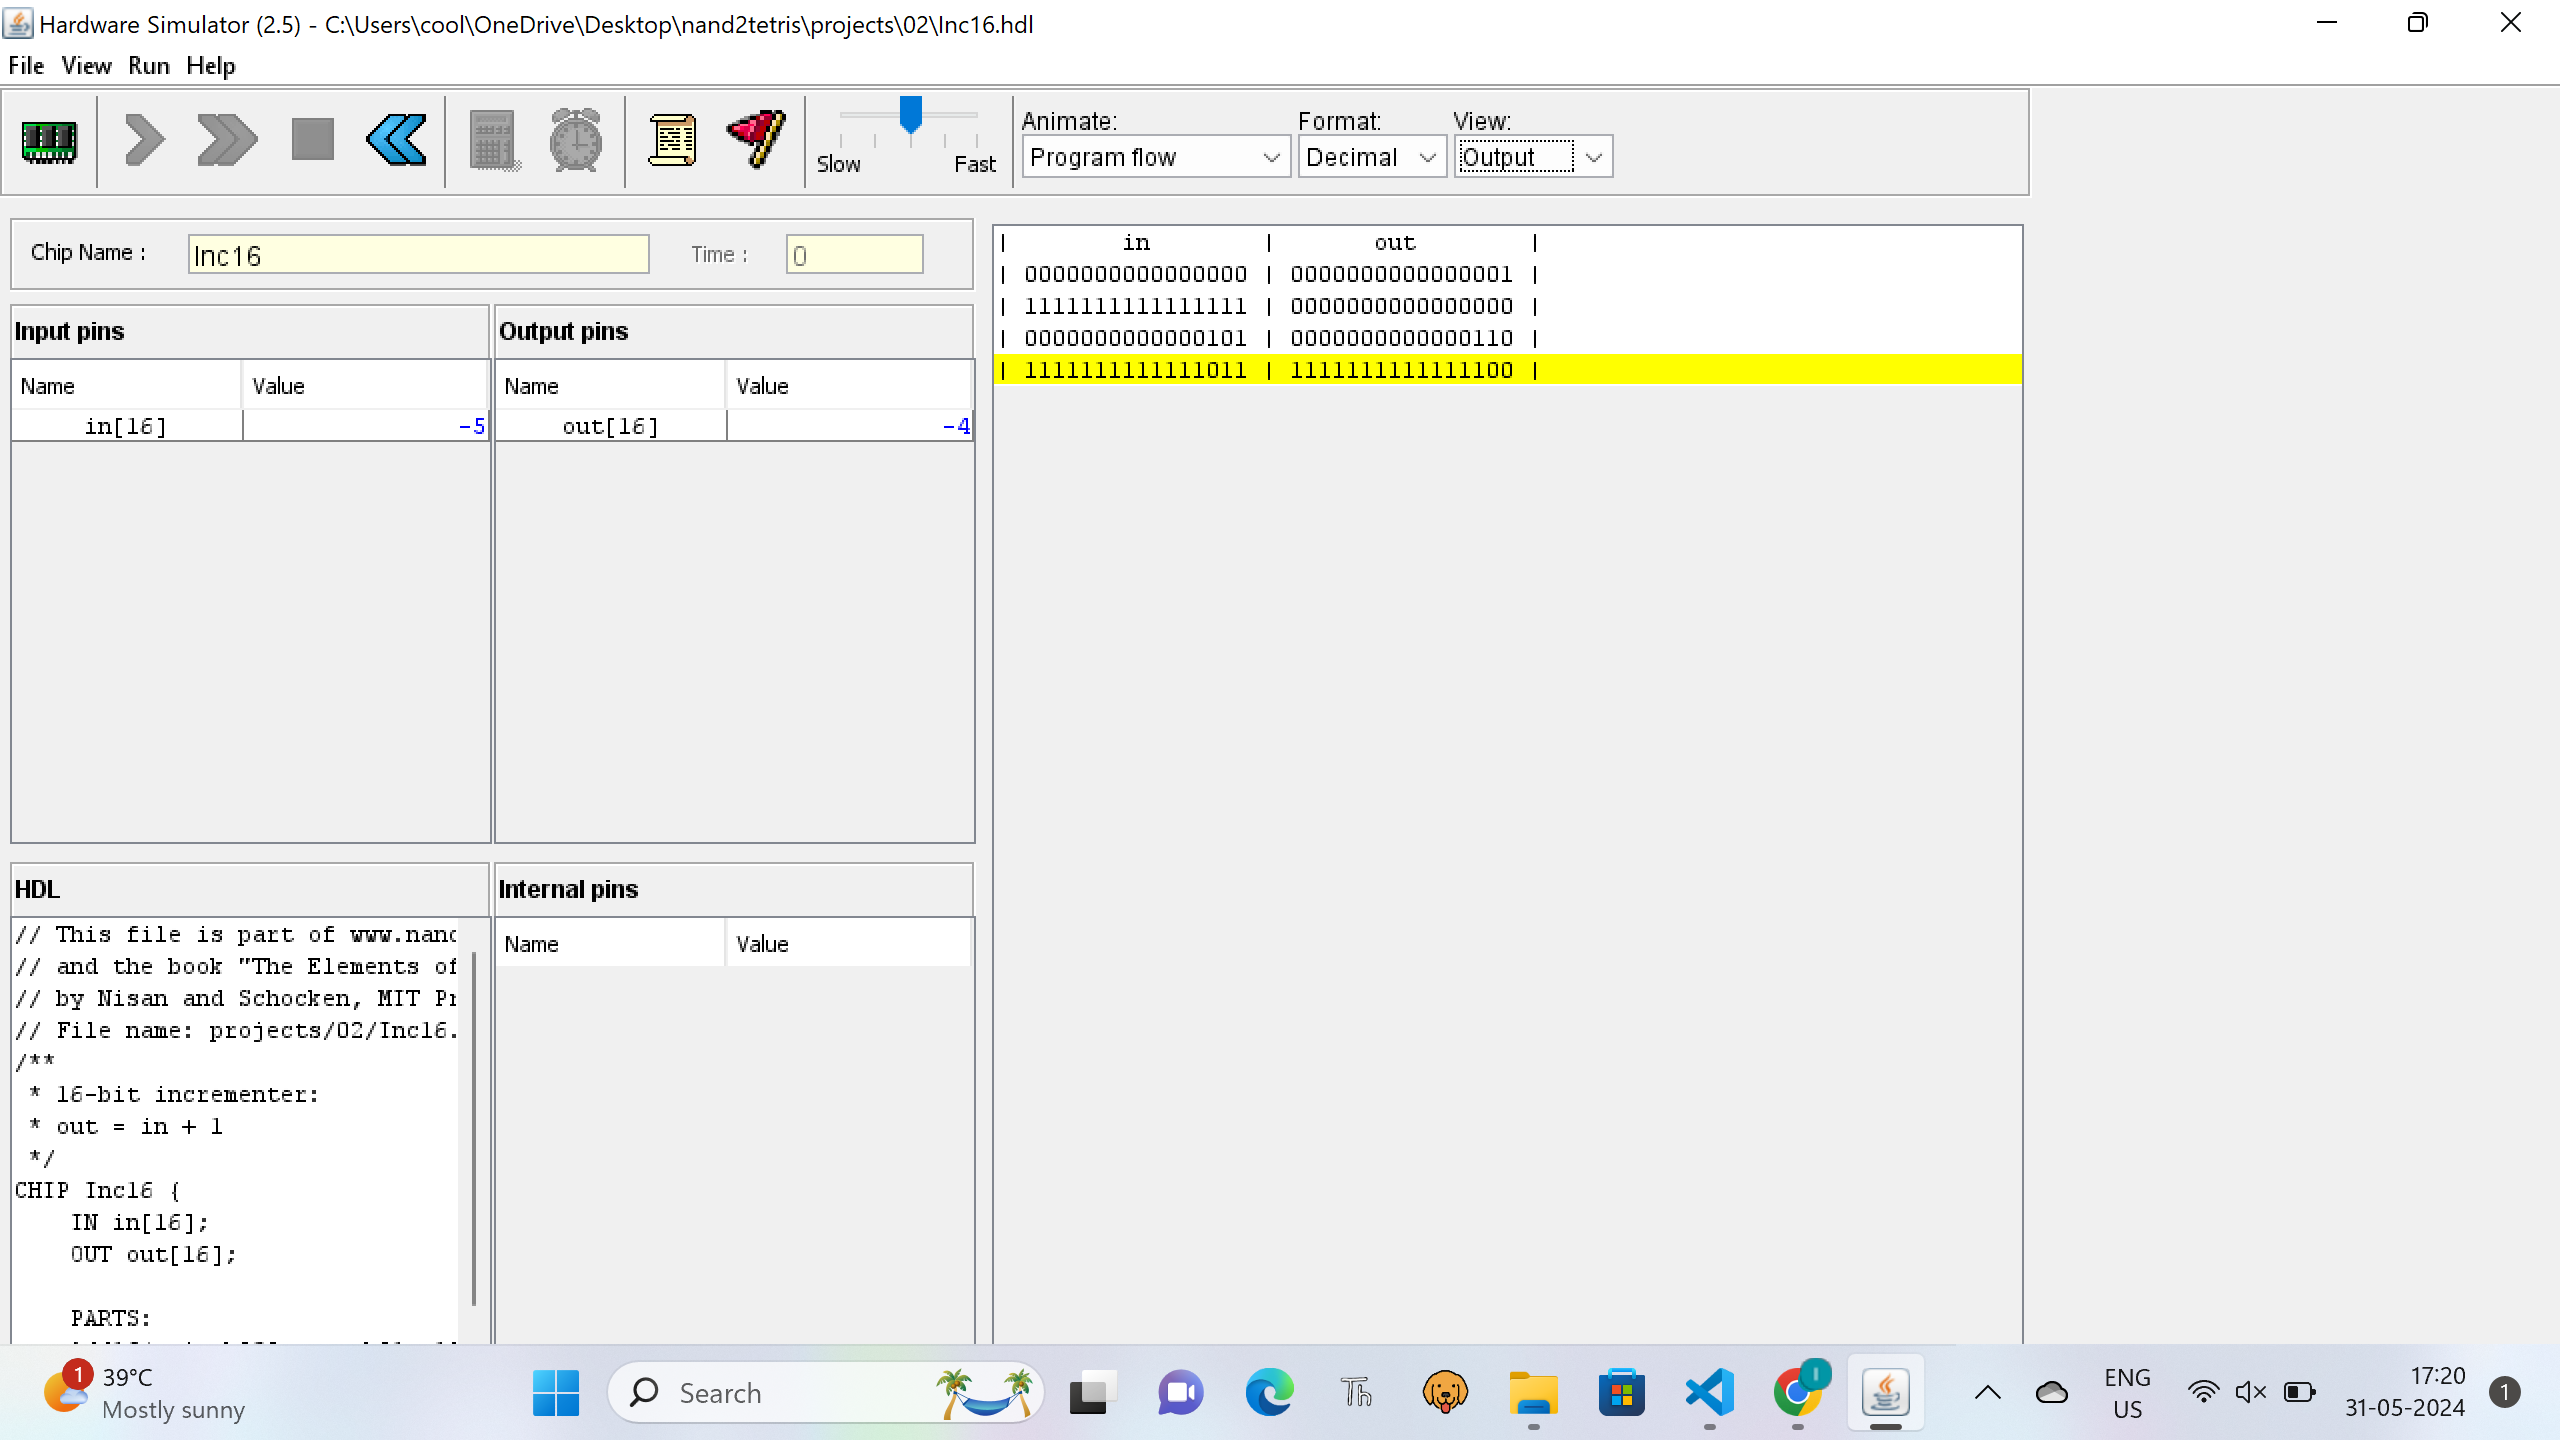 Hardware Simulator (2.5) - C:\Users\cool\OneDrive\Desktop\nand2tetris\projects\02\Inc16.hdl
File View Run Help
Slow Fast
Animate: Format: View:
Program flow Decimal Output
Chip Name : Inc16 Time : 0
Input pins
Name Value
in[16] -5
Output pins
Name Value
out[16] -4
| in | out |
| 0000000000000000 | 0000000000000001 |
| 1111111111111111 | 0000000000000000 |
| 0000000000000101 | 0000000000000110 |
| 1111111111111011 | 1111111111111100 |
HDL
// This file is part of www.nand
// and the book "The Elements of
// by Nisan and Schocken, MIT Pr
// File name: projects/02/Inc16.
/**
* 16-bit incrementer:
* out = in + 1
*/
CHIP Inc16 {
IN in[16];
OUT out[16];
PARTS:
Internal pins
Name Value
1
39°C
Mostly sunny
Search
Th
ENG
US
17:20
31-05-2024
1